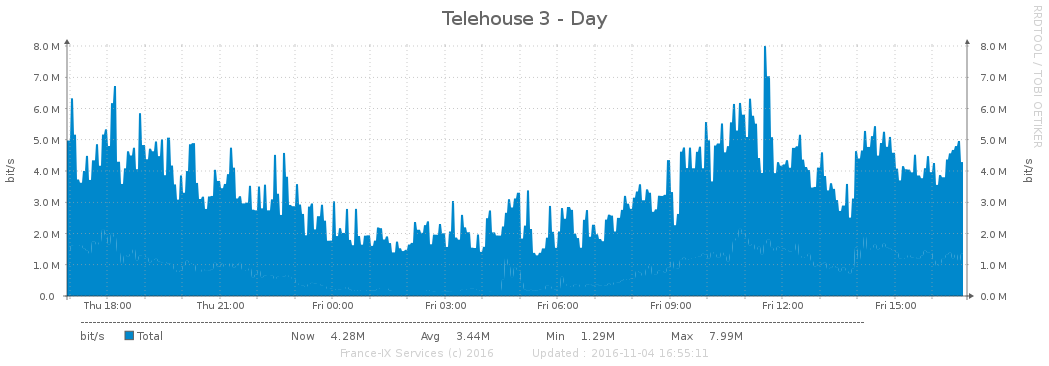 Telehouse 3 - Day
RRDTOOL / TOBI OETIKER
bit/s
8.0 M 8.0 M
7.0 M 7.0 M
6.0 M 6.0 M
5.0 M 5.0 M
4.0 M 4.0 M
3.0 M 3.0 M
2.0 M 2.0 M
1.0 M 1.0 M
0.0 0.0 M
bit/s
Thu 18:00 Thu 21:00 Fri 00:00 Fri 03:00 Fri 06:00 Fri 09:00 Fri 12:00 Fri 15:00
bit/s Total Now 4.28M Avg 3.44M Min 1.29M Max 7.99M
France-IX Services (c) 2016 Updated : 2016-11-04 16:55:11